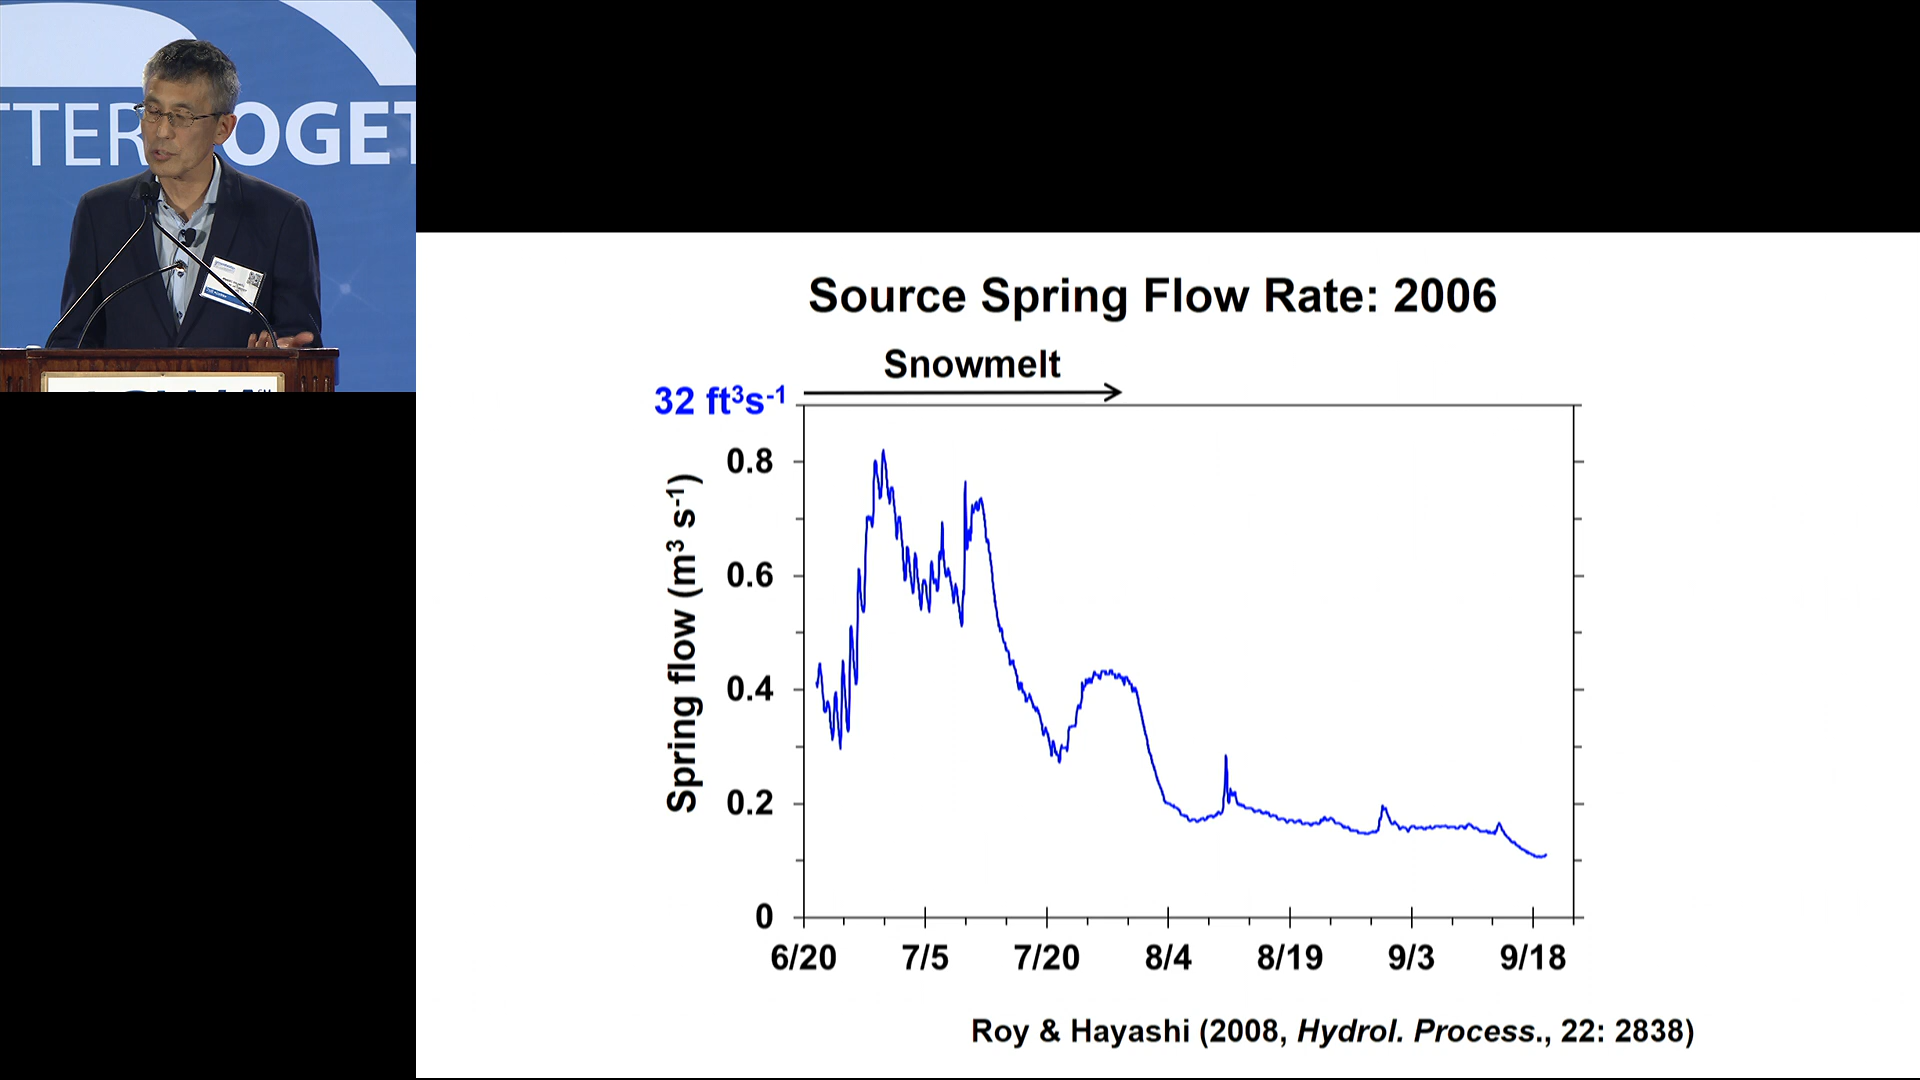 TTER OGET
Source Spring Flow Rate: 2006
Snowmelt
32 ft³s⁻¹
Spring flow (m³ s⁻¹)
0.8
0.6
0.4
0.2
0
6/20 7/5 7/20 8/4 8/19 9/3 9/18
Roy & Hayashi (2008, Hydrol. Process., 22: 2838)